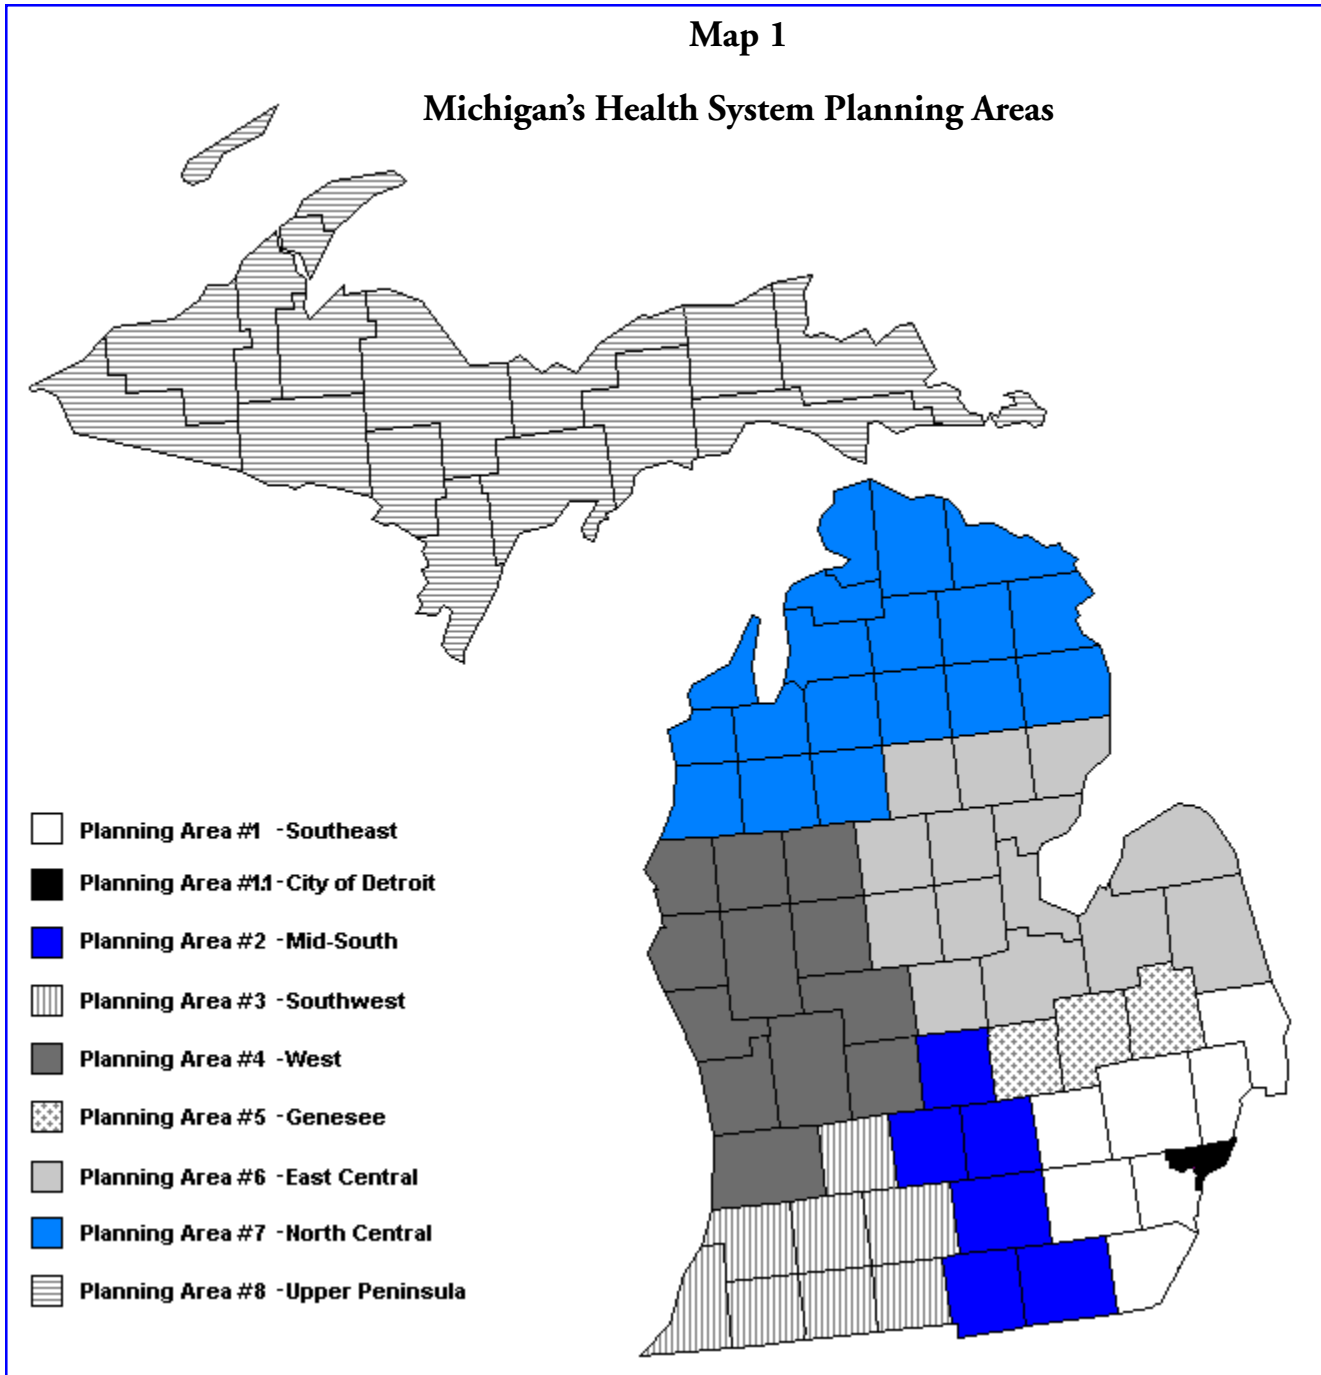 Map 1
Michigan’s Health System Planning Areas
Planning Area #1 - Southeast
Planning Area #1.1 - City of Detroit
Planning Area #2 - Mid-South
Planning Area #3 - Southwest
Planning Area #4 - West
Planning Area #5 - Genesee
Planning Area #6 - East Central
Planning Area #7 - North Central
Planning Area #8 - Upper Peninsula